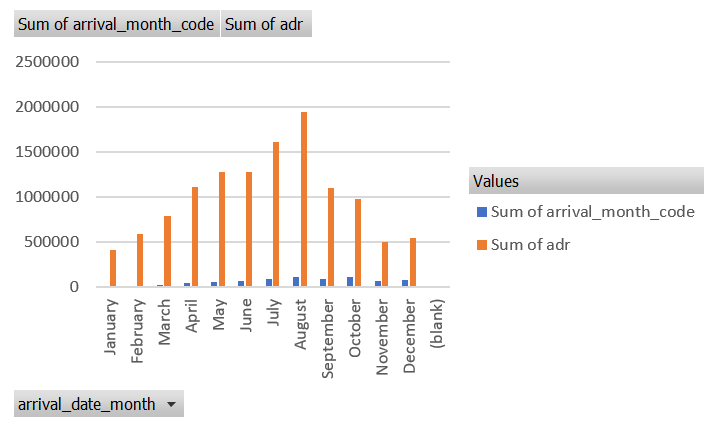 Sum of arrival_month_code Sum of adr
2500000
2000000
1500000
1000000
500000
0
January
February
March
April
May
June
July
August
September
October
November
December
(blank)
Values
Sum of arrival_month_code
Sum of adr
arrival_date_month